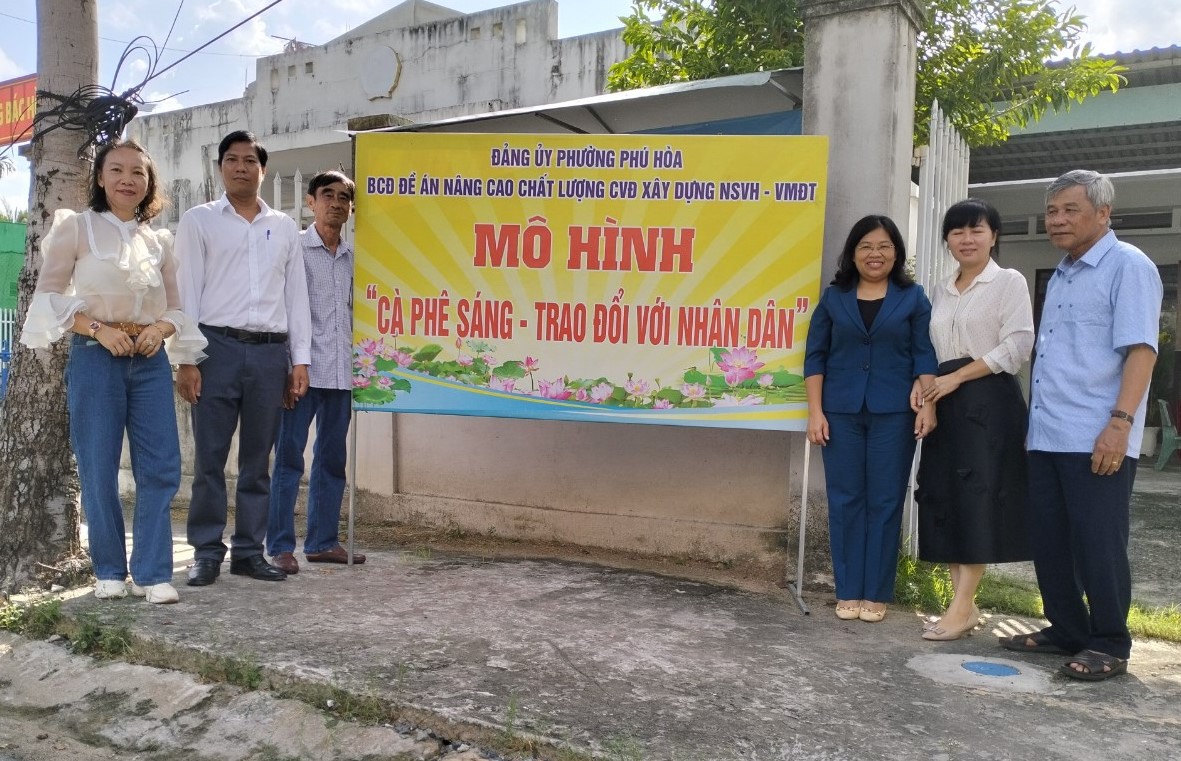 G BÁC H
ĐẢNG ỦY PHƯỜNG PHÚ HÒA
BCĐ ĐỀ ÁN NÂNG CAO CHẤT LƯỢNG CVĐ XÂY DỰNG NSVH - VMĐT
MÔ HÌNH
“CÀ PHÊ SÁNG - TRAO ĐỔI VỚI NHÂN DÂN”